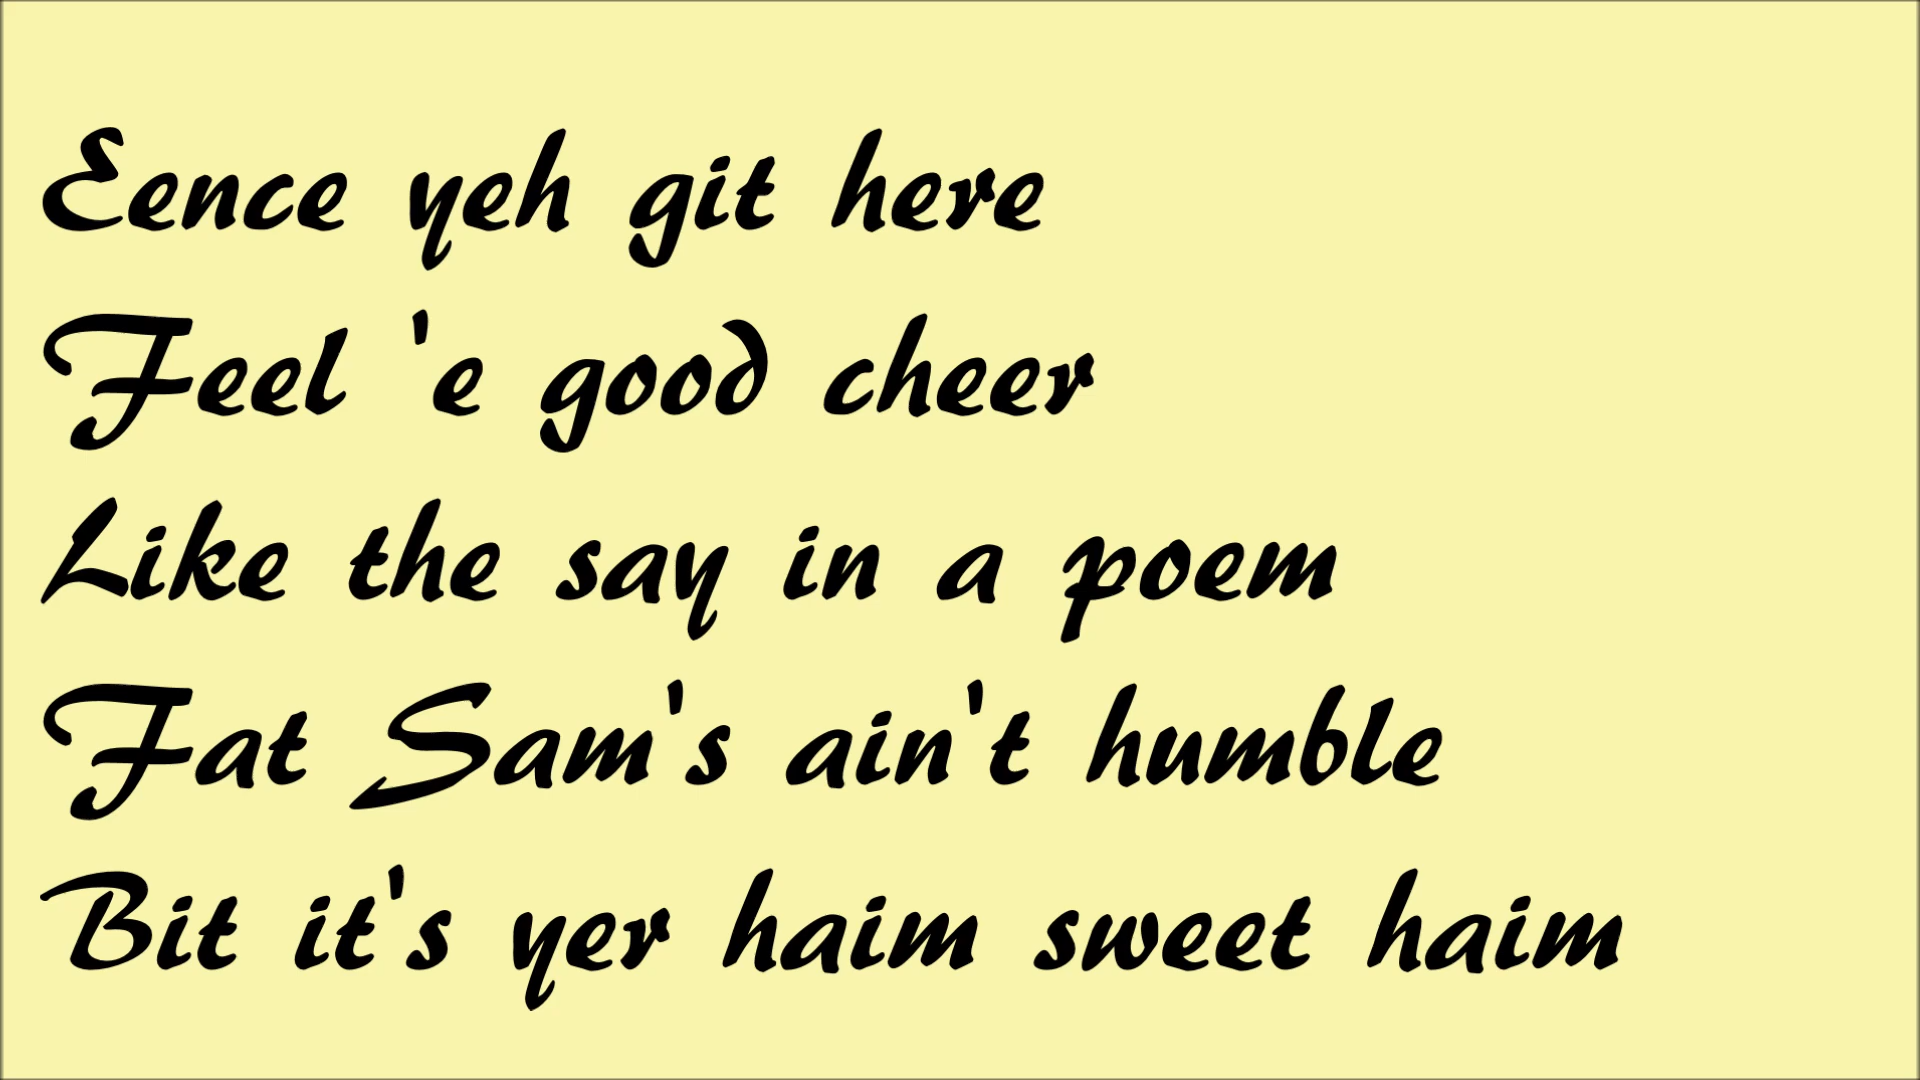 Eence yeh git here
Feel 'e good cheer
Like the say in a poem
Fat Sam's ain't humble
Bit it's yer haim sweet haim